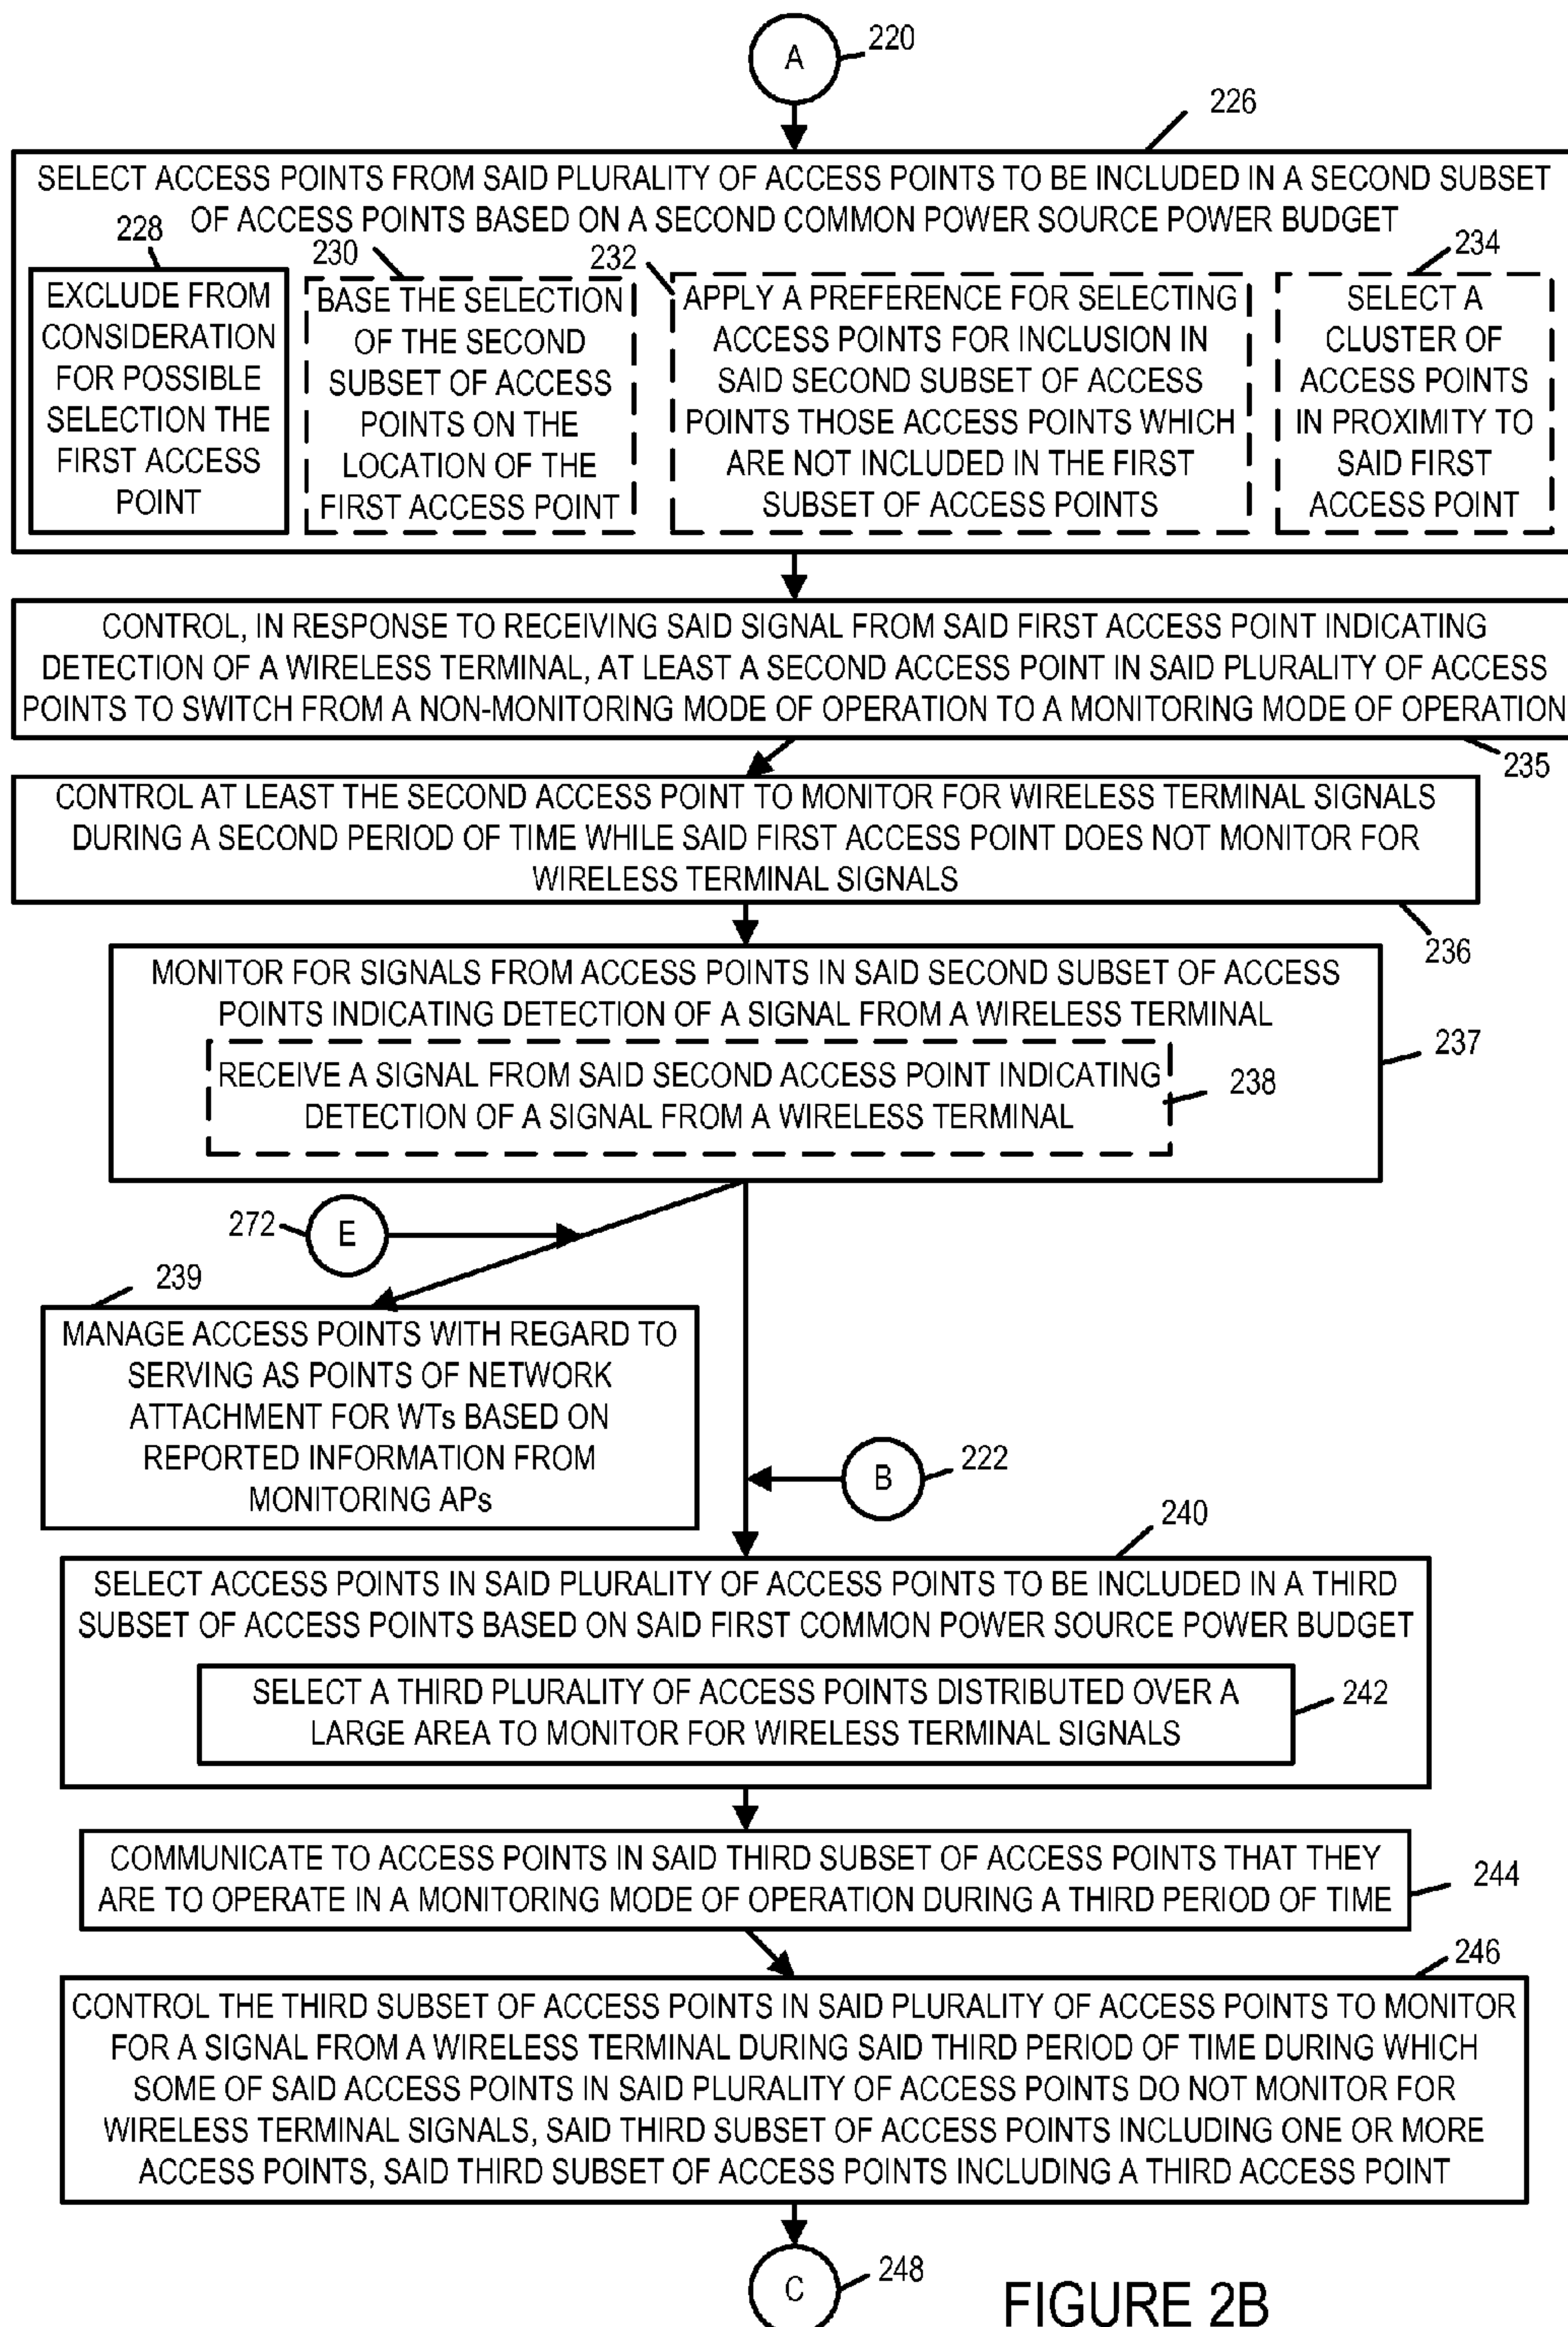 A
220
226
SELECT ACCESS POINTS FROM SAID PLURALITY OF ACCESS POINTS TO BE INCLUDED IN A SECOND SUBSET
OF ACCESS POINTS BASED ON A SECOND COMMON POWER SOURCE POWER BUDGET
228
EXCLUDE FROM
CONSIDERATION
FOR POSSIBLE
SELECTION THE
FIRST ACCESS
POINT
230
BASE THE SELECTION
OF THE SECOND
SUBSET OF ACCESS
POINTS ON THE
LOCATION OF THE
FIRST ACCESS POINT
232
APPLY A PREFERENCE FOR SELECTING
ACCESS POINTS FOR INCLUSION IN
SAID SECOND SUBSET OF ACCESS
POINTS THOSE ACCESS POINTS WHICH
ARE NOT INCLUDED IN THE FIRST
SUBSET OF ACCESS POINTS
234
SELECT A
CLUSTER OF
ACCESS POINTS
IN PROXIMITY TO
SAID FIRST
ACCESS POINT
CONTROL, IN RESPONSE TO RECEIVING SAID SIGNAL FROM SAID FIRST ACCESS POINT INDICATING
DETECTION OF A WIRELESS TERMINAL, AT LEAST A SECOND ACCESS POINT IN SAID PLURALITY OF ACCESS
POINTS TO SWITCH FROM A NON-MONITORING MODE OF OPERATION TO A MONITORING MODE OF OPERATION
235
CONTROL AT LEAST THE SECOND ACCESS POINT TO MONITOR FOR WIRELESS TERMINAL SIGNALS
DURING A SECOND PERIOD OF TIME WHILE SAID FIRST ACCESS POINT DOES NOT MONITOR FOR
WIRELESS TERMINAL SIGNALS
236
MONITOR FOR SIGNALS FROM ACCESS POINTS IN SAID SECOND SUBSET OF ACCESS
POINTS INDICATING DETECTION OF A SIGNAL FROM A WIRELESS TERMINAL
237
RECEIVE A SIGNAL FROM SAID SECOND ACCESS POINT INDICATING
DETECTION OF A SIGNAL FROM A WIRELESS TERMINAL
238
272
E
239
MANAGE ACCESS POINTS WITH REGARD TO
SERVING AS POINTS OF NETWORK
ATTACHMENT FOR WTs BASED ON
REPORTED INFORMATION FROM
MONITORING APs
B
222
240
SELECT ACCESS POINTS IN SAID PLURALITY OF ACCESS POINTS TO BE INCLUDED IN A THIRD
SUBSET OF ACCESS POINTS BASED ON SAID FIRST COMMON POWER SOURCE POWER BUDGET
SELECT A THIRD PLURALITY OF ACCESS POINTS DISTRIBUTED OVER A
LARGE AREA TO MONITOR FOR WIRELESS TERMINAL SIGNALS
242
COMMUNICATE TO ACCESS POINTS IN SAID THIRD SUBSET OF ACCESS POINTS THAT THEY
ARE TO OPERATE IN A MONITORING MODE OF OPERATION DURING A THIRD PERIOD OF TIME
244
246
CONTROL THE THIRD SUBSET OF ACCESS POINTS IN SAID PLURALITY OF ACCESS POINTS TO MONITOR
FOR A SIGNAL FROM A WIRELESS TERMINAL DURING SAID THIRD PERIOD OF TIME DURING WHICH
SOME OF SAID ACCESS POINTS IN SAID PLURALITY OF ACCESS POINTS DO NOT MONITOR FOR
WIRELESS TERMINAL SIGNALS, SAID THIRD SUBSET OF ACCESS POINTS INCLUDING ONE OR MORE
ACCESS POINTS, SAID THIRD SUBSET OF ACCESS POINTS INCLUDING A THIRD ACCESS POINT
C
248
FIGURE 2B